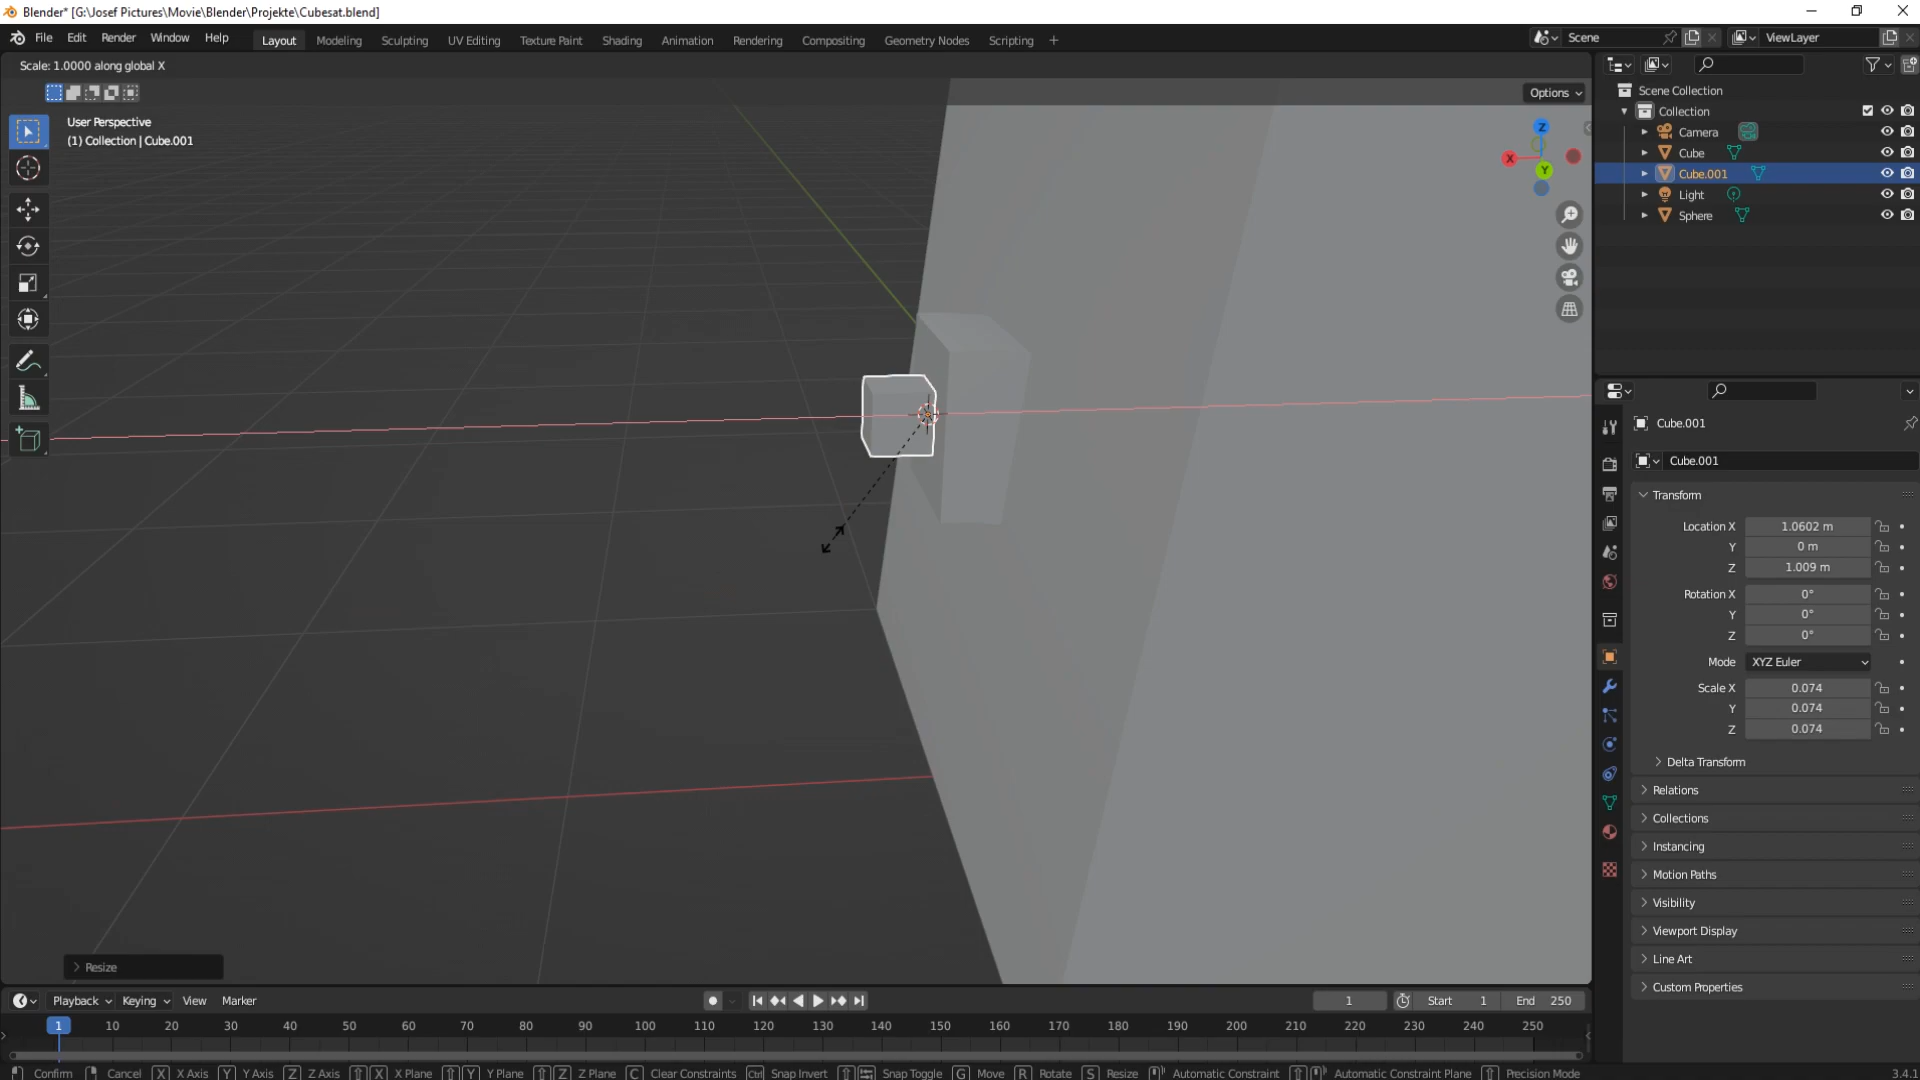 Blender* [G:\Josef Pictures\Movie\Blender\Projekte\Cubesat.blend]
File Edit Render Window Help
Layout Modeling Sculpting UV Editing Texture Paint Shading Animation Rendering Compositing Geometry Nodes Scripting
Scene
ViewLayer
Scale: 1.0000 along global X
Options
User Perspective
(1) Collection | Cube.001
Z
X
Y
Scene Collection
Collection
Camera
Cube
Cube.001
Light
Sphere
Cube.001
Cube.001
Transform
Location X 1.0602 m
Y 0 m
Z 1.009 m
Rotation X 0°
Y 0°
Z 0°
Mode XYZ Euler
Scale X 0.074
Y 0.074
Z 0.074
Delta Transform
Relations
Collections
Instancing
Motion Paths
Visibility
Viewport Display
Line Art
Custom Properties
Resize
Playback Keying View Marker
1 Start 1 End 250
1 10 20 30 40 50 60 70 80 90 100 110 120 130 140 150 160 170 180 190 200 210 220 230 240 250
Confirm Cancel X X Axis Y Y Axis Z Z Axis X X Plane Y Y Plane Z Z Plane C Clear Constraints Ctrl Snap Invert Snap Toggle G Move R Rotate S Resize Automatic Constraint Automatic Constraint Plane Precision Mode 3.4.1